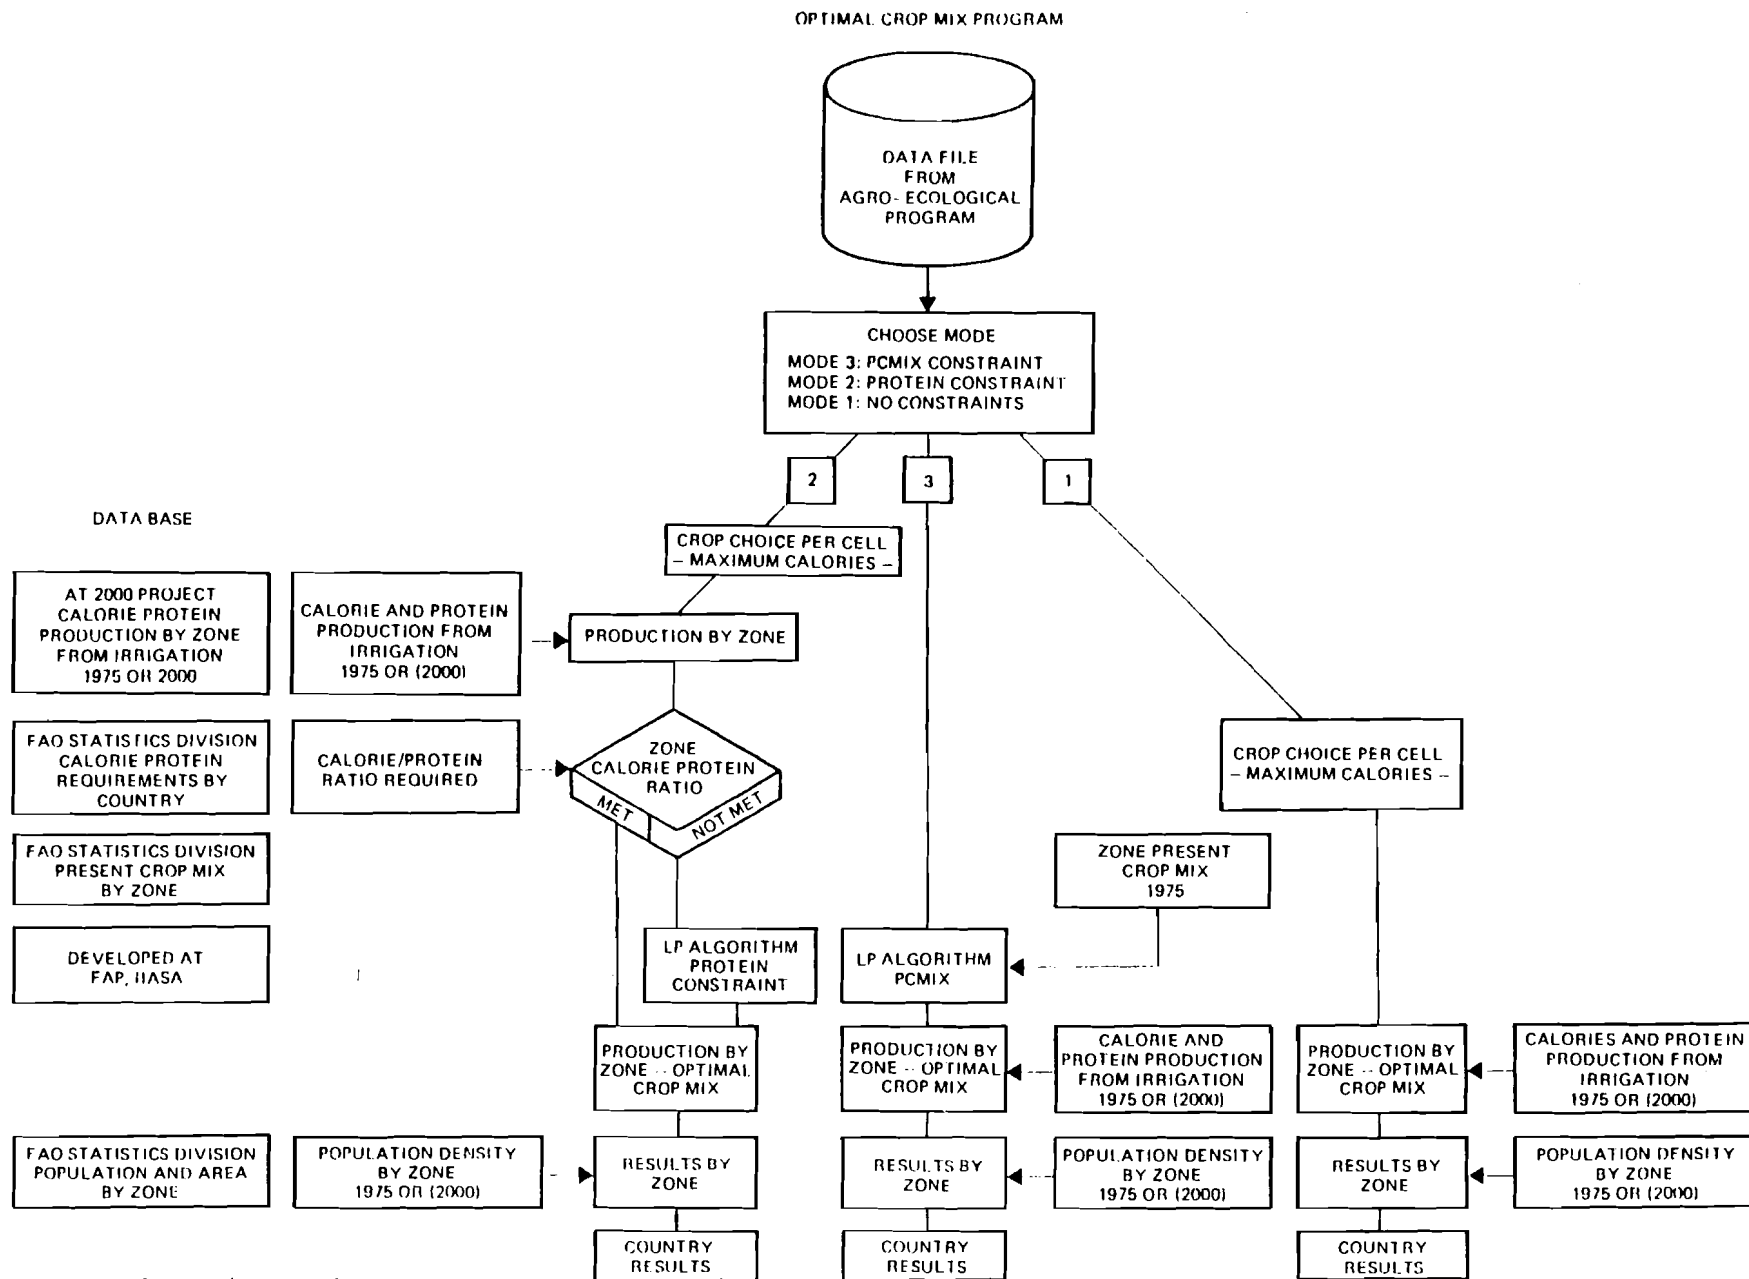 OPTIMAL CROP MIX PROGRAM
DATA FILE
FROM
AGRO- ECOLOGICAL
PROGRAM
CHOOSE MODE
MODE 3: PCMIX CONSTRAINT
MODE 2: PROTEIN CONSTRAINT
MODE 1: NO CONSTRAINTS
2
3
1
DATA BASE
CROP CHOICE PER CELL
– MAXIMUM CALORIES –
AT 2000 PROJECT
CALORIE PROTEIN
PRODUCTION BY ZONE
FROM IRRIGATION
1975 OR 2000
CALORIE AND PROTEIN
PRODUCTION FROM
IRRIGATION
1975 OR (2000)
PRODUCTION BY ZONE
FAO STATISTICS DIVISION
CALORIE PROTEIN
REQUIREMENTS BY
COUNTRY
CALORIE/PROTEIN
RATIO REQUIRED
ZONE
CALORIE PROTEIN
RATIO
MET
NOT MET
CROP CHOICE PER CELL
– MAXIMUM CALORIES –
FAO STATISTICS DIVISION
PRESENT CROP MIX
BY ZONE
ZONE PRESENT
CROP MIX
1975
DEVELOPED AT
FAP, IIASA
LP ALGORITHM
PROTEIN
CONSTRAINT
LP ALGORITHM
PCMIX
PRODUCTION BY
ZONE -- OPTIMAL
CROP MIX
PRODUCTION BY
ZONE -- OPTIMAL
CROP MIX
CALORIE AND
PROTEIN PRODUCTION
FROM IRRIGATION
1975 OR (2000)
PRODUCTION BY
ZONE -- OPTIMAL
CROP MIX
CALORIES AND PROTEIN
PRODUCTION FROM
IRRIGATION
1975 OR (2000)
FAO STATISTICS DIVISION
POPULATION AND AREA
BY ZONE
POPULATION DENSITY
BY ZONE
1975 OR (2000)
RESULTS BY
ZONE
RESULTS BY
ZONE
POPULATION DENSITY
BY ZONE
1975 OR (2000)
RESULTS BY
ZONE
POPULATION DENSITY
BY ZONE
1975 OR (2000)
COUNTRY
RESULTS
COUNTRY
RESULTS
COUNTRY
RESULTS